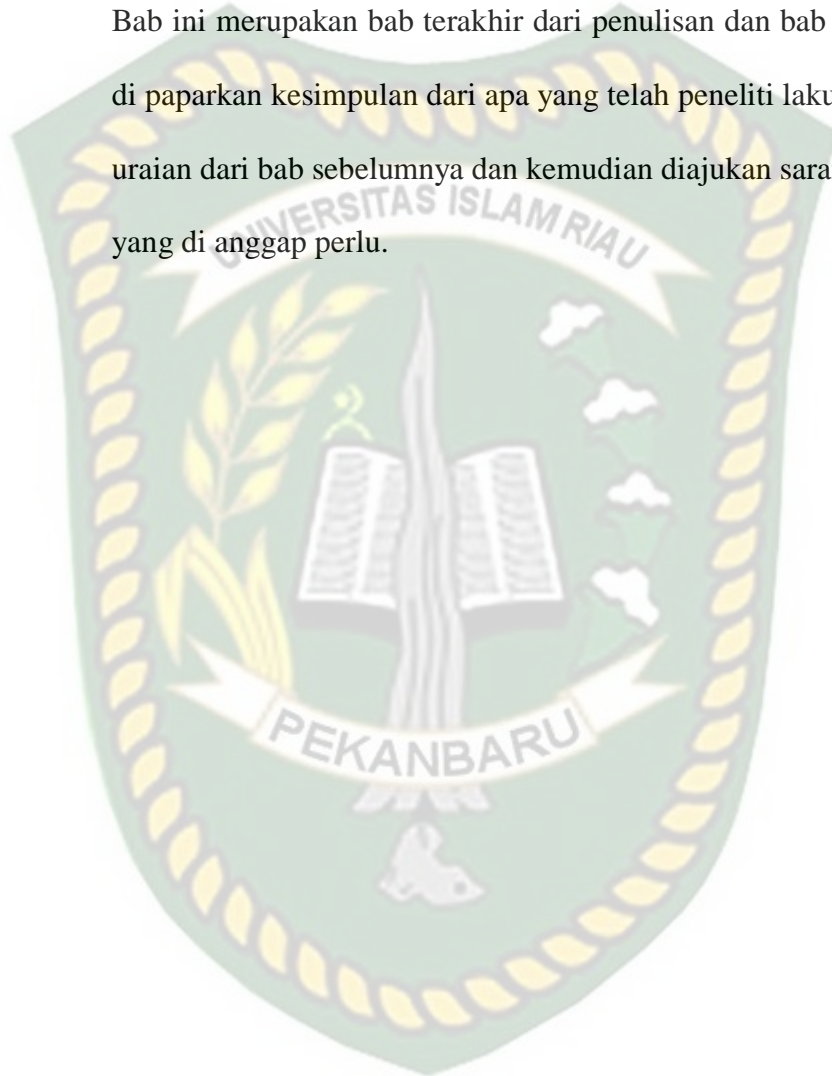 Bab ini merupakan bab terakhir dari penulisan dan bab
di paparkan kesimpulan dari apa yang telah peneliti laku
uraian dari bab sebelumnya dan kemudian diajukan sara
yang di anggap perlu.
UNIVERSITAS ISLAM RIAU
PEKANBARU